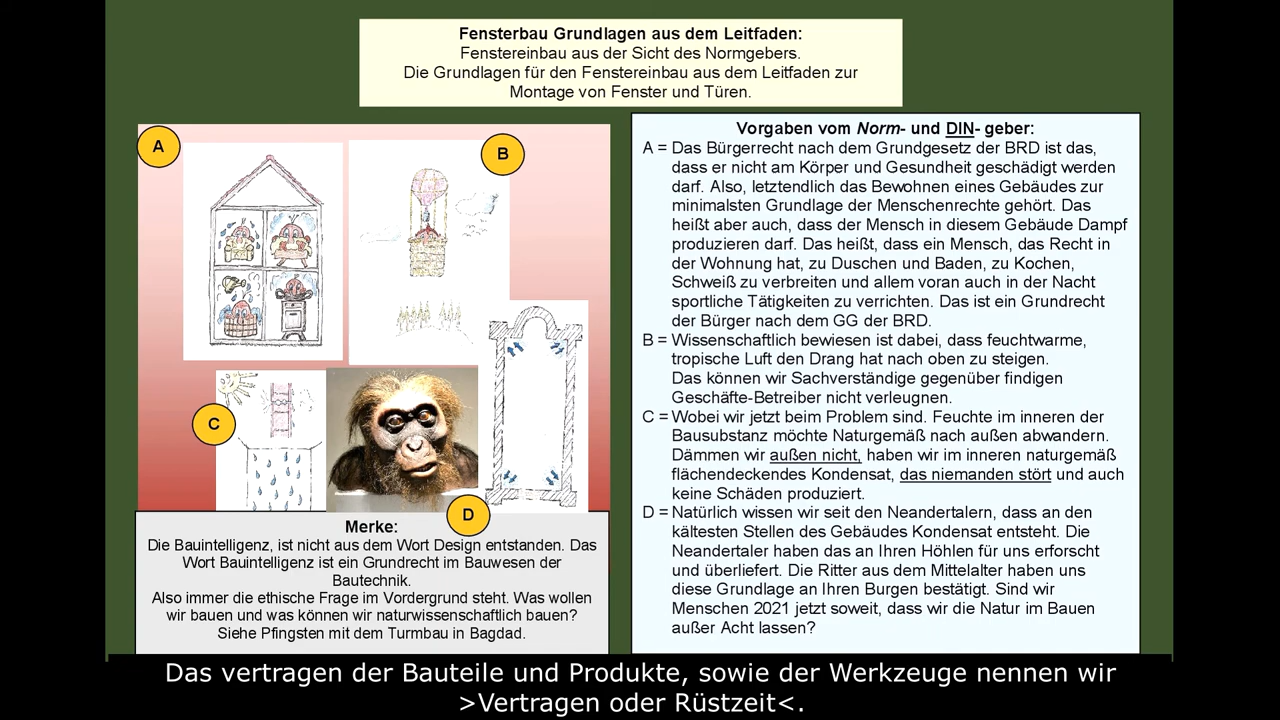 Fensterbau Grundlagen aus dem Leitfaden:
Fenstereinbau aus der Sicht des Normgebers.
Die Grundlagen für den Fenstereinbau aus dem Leitfaden zur
Montage von Fenster und Türen.
A
B
C
D
Merke:
Die Bauintelligenz, ist nicht aus dem Wort Design entstanden. Das
Wort Bauintelligenz ist ein Grundrecht im Bauwesen der
Bautechnik.
Also immer die ethische Frage im Vordergrund steht. Was wollen
wir bauen und was können wir naturwissenschaftlich bauen?
Siehe Pfingsten mit dem Turmbau in Bagdad.
Vorgaben vom Norm- und DIN- geber:
A = Das Bürgerrecht nach dem Grundgesetz der BRD ist das,
dass er nicht am Körper und Gesundheit geschädigt werden
darf. Also, letztendlich das Bewohnen eines Gebäudes zur
minimalsten Grundlage der Menschenrechte gehört. Das
heißt aber auch, dass der Mensch in diesem Gebäude Dampf
produzieren darf. Das heißt, dass ein Mensch, das Recht in
der Wohnung hat, zu Duschen und Baden, zu Kochen,
Schweiß zu verbreiten und allem voran auch in der Nacht
sportliche Tätigkeiten zu verrichten. Das ist ein Grundrecht
der Bürger nach dem GG der BRD.
B = Wissenschaftlich bewiesen ist dabei, dass feuchtwarme,
tropische Luft den Drang hat nach oben zu steigen.
Das können wir Sachverständige gegenüber findigen
Geschäfte-Betreiber nicht verleugnen.
C = Wobei wir jetzt beim Problem sind. Feuchte im inneren der
Bausubstanz möchte Naturgemäß nach außen abwandern.
Dämmen wir außen nicht, haben wir im inneren naturgemäß
flächendeckendes Kondensat, das niemanden stört und auch
keine Schäden produziert.
D = Natürlich wissen wir seit den Neandertalern, dass an den
kältesten Stellen des Gebäudes Kondensat entsteht. Die
Neandertaler haben das an Ihren Höhlen für uns erforscht
und überliefert. Die Ritter aus dem Mittelalter haben uns
diese Grundlage an Ihren Burgen bestätigt. Sind wir
Menschen 2021 jetzt soweit, dass wir die Natur im Bauen
außer Acht lassen?
Das vertragen der Bauteile und Produkte, sowie der Werkzeuge nennen wir
>Vertragen oder Rüstzeit<.